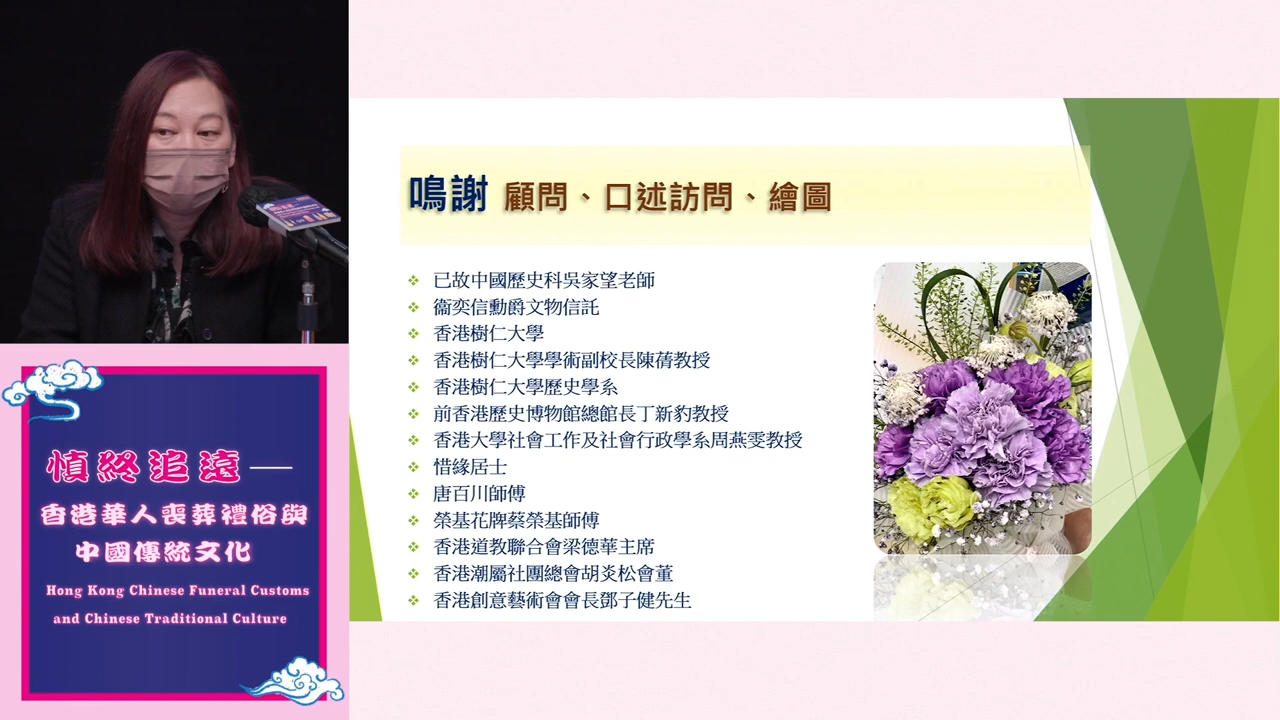 鳴謝 顧問、口述訪問、繪圖
已故中國歷史科吳家望老師
衞奕信勳爵文物信託
香港樹仁大學
香港樹仁大學學術副校長陳蒨教授
香港樹仁大學歷史學系
前香港歷史博物館總館長丁新豹教授
香港大學社會工作及社會行政學系周燕雯教授
惜緣居士
唐百川師傅
榮基花牌蔡榮基師傅
香港道教聯合會梁德華主席
香港潮屬社團總會胡炎松會董
香港創意藝術會會長鄧子健先生
慎終追遠——
香港華人喪葬禮俗與
中國傳統文化
Hong Kong Chinese Funeral Customs
and Chinese Traditional Culture